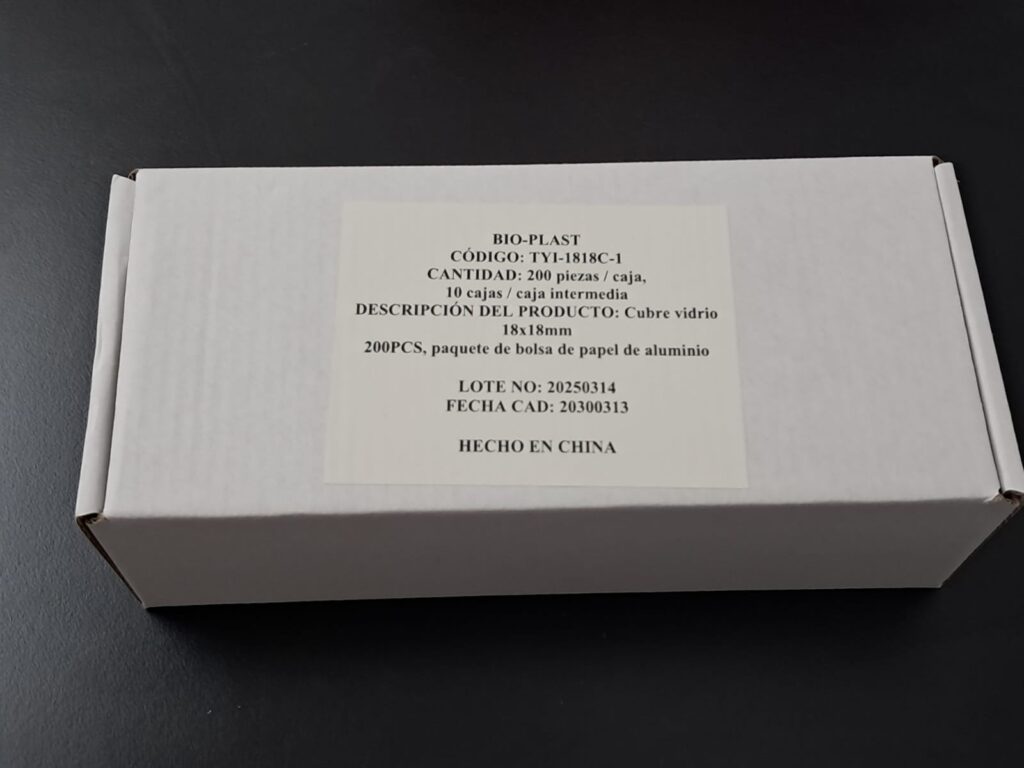 BIO-PLAST
CÓDIGO: TYI-1818C-1
CANTIDAD: 200 piezas / caja,
10 cajas / caja intermedia
DESCRIPCIÓN DEL PRODUCTO: Cubre vidrio
18x18mm
200PCS, paquete de bolsa de papel de aluminio
LOTE NO: 20250314
FECHA CAD: 20300313
HECHO EN CHINA